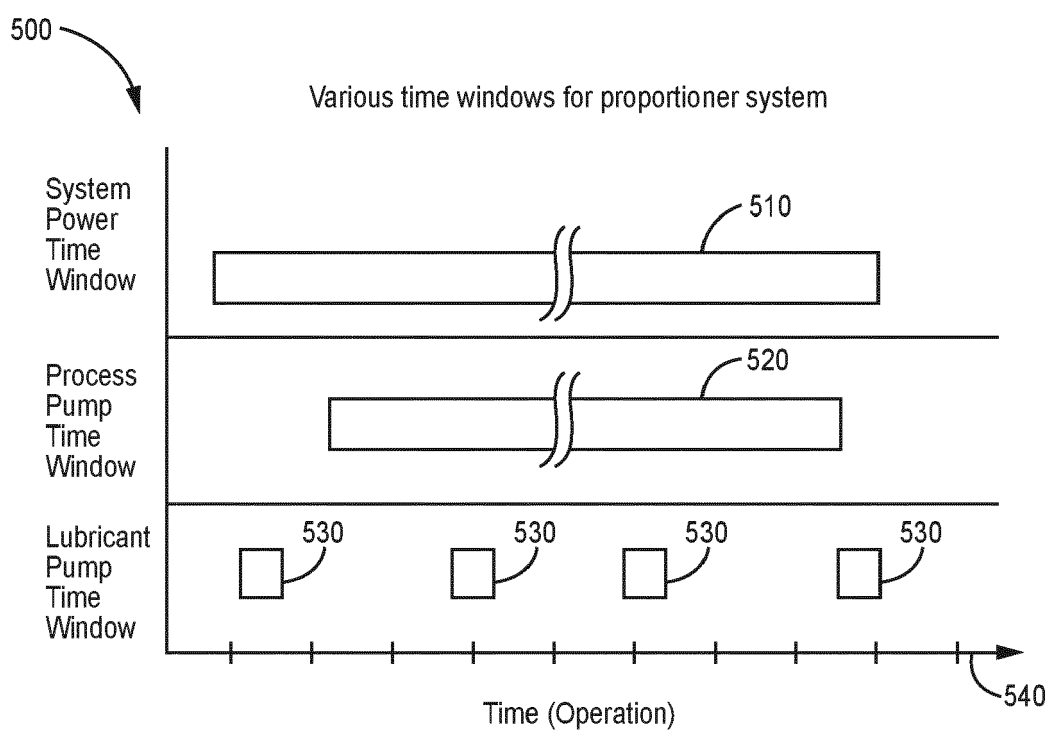 500
Various time windows for proportioner system
System
Power
Time
Window
510
Process
Pump
Time
Window
520
Lubricant
Pump
Time
Window
530
530
530
530
540
Time (Operation)